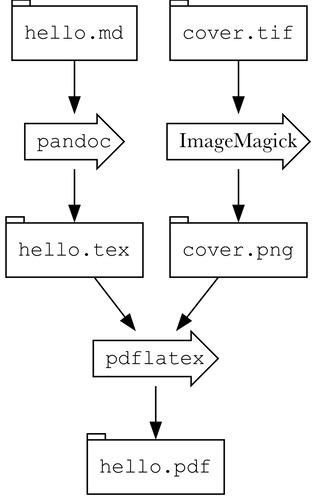 hello.md
cover.tif
pandoc
ImageMagick
hello.tex
cover.png
pdflatex
hello.pdf